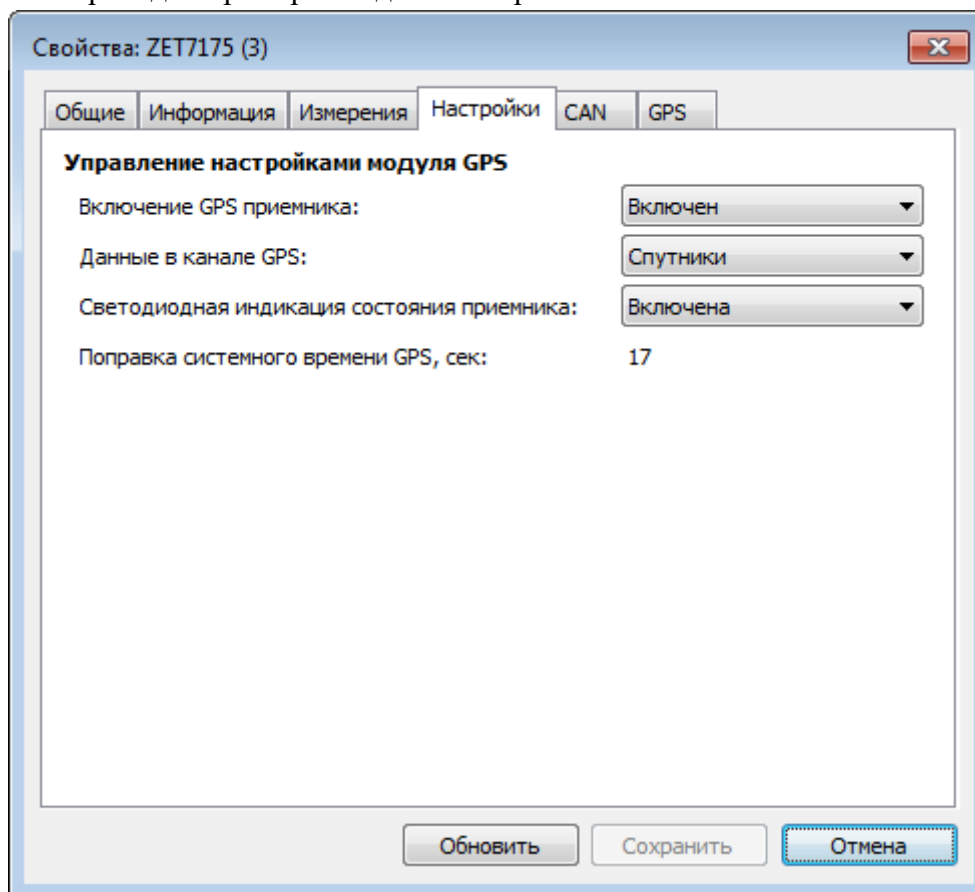 Свойства: ZET7175 (3)
Общие Информация Измерения Настройки CAN GPS
Управление настройками модуля GPS
Включение GPS приемника: Включен
Данные в канале GPS: Спутники
Светодиодная индикация состояния приемника: Включена
Поправка системного времени GPS, сек: 17
Обновить Сохранить Отмена